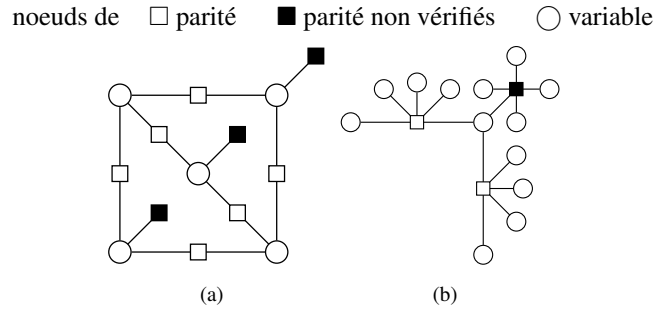 noeuds de parité parité non vérifiés variable
(a) (b)